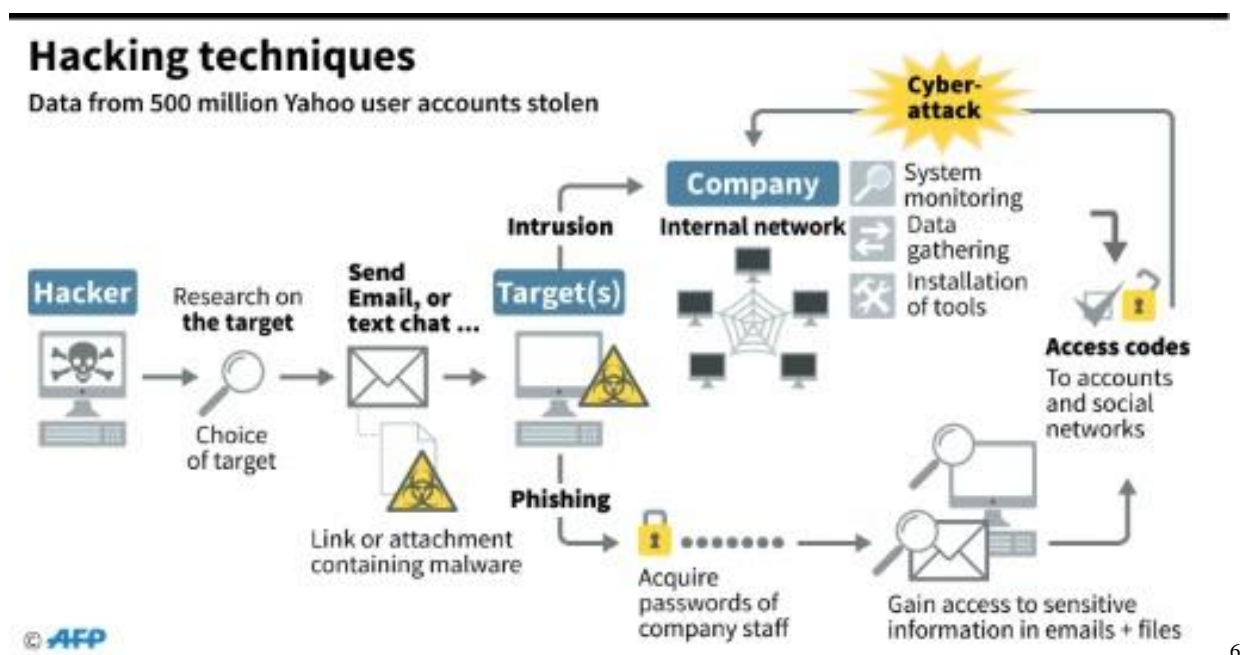 Hacking techniques
Data from 500 million Yahoo user accounts stolen
Cyber-
attack
Company
Internal network
System
monitoring
Data
gathering
Installation
of tools
Intrusion
Hacker
Research on
the target
Choice
of target
Send
Email, or
text chat ...
Link or attachment
containing malware
Target(s)
Phishing
Acquire
passwords of
company staff
Gain access to sensitive
information in emails + files
Access codes
To accounts
and social
networks
© AFP
6